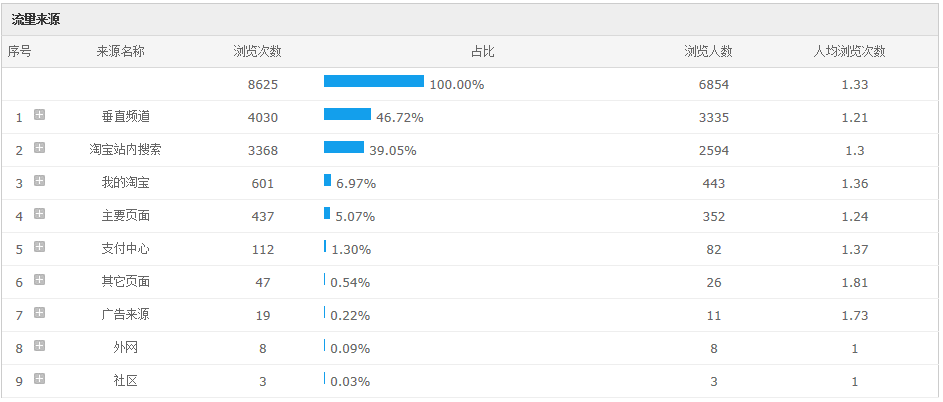 流量来源
序号 来源名称 浏览次数 占比 浏览人数 人均浏览次数
8625 100.00% 6854 1.33
1 垂直频道 4030 46.72% 3335 1.21
2 淘宝站内搜索 3368 39.05% 2594 1.3
3 我的淘宝 601 6.97% 443 1.36
4 主要页面 437 5.07% 352 1.24
5 支付中心 112 1.30% 82 1.37
6 其它页面 47 0.54% 26 1.81
7 广告来源 19 0.22% 11 1.73
8 外网 8 0.09% 8 1
9 社区 3 0.03% 3 1